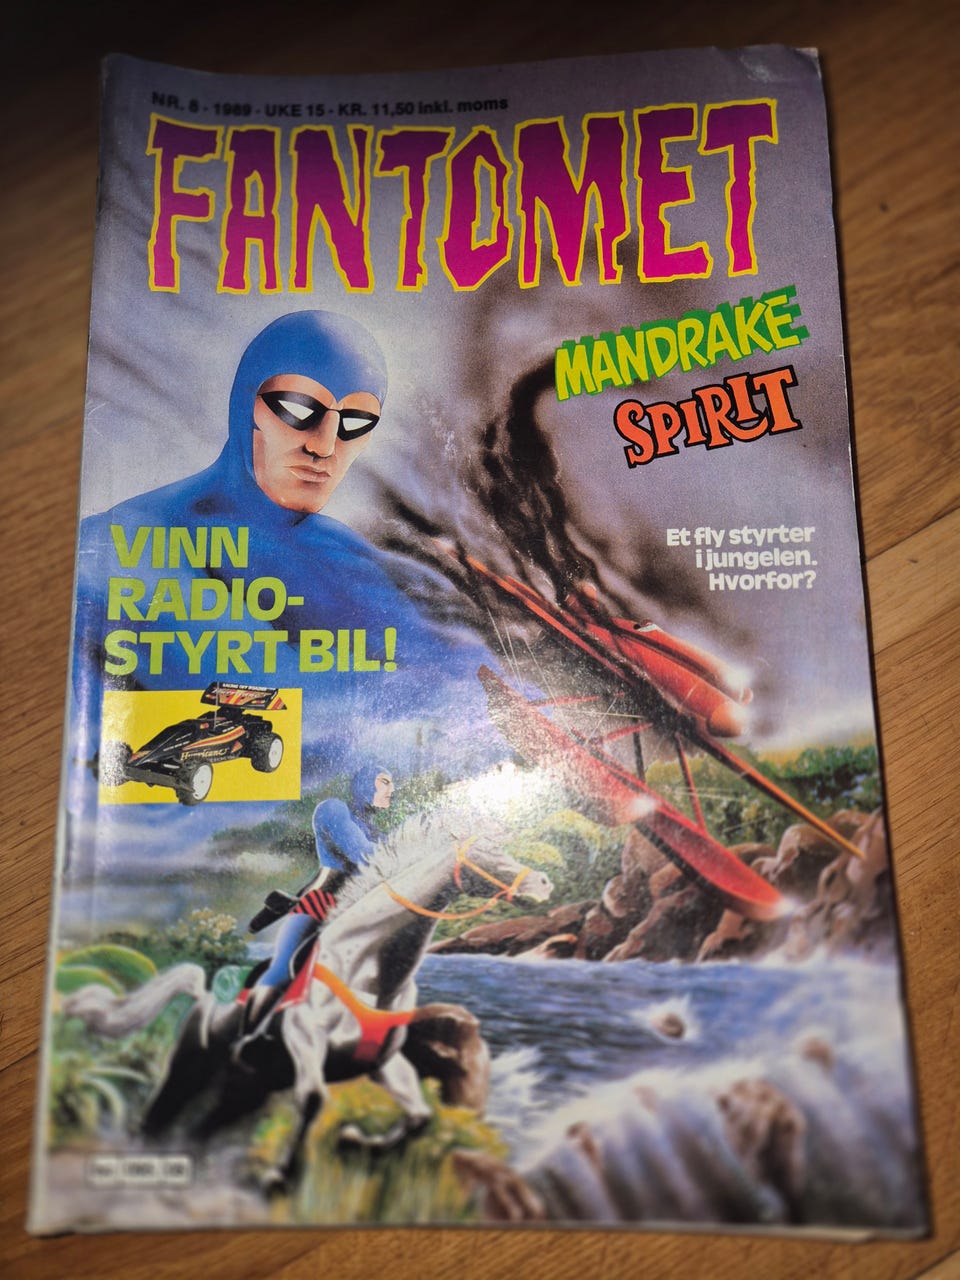 NR. 8 - 1989 - UKE 15 - KR. 11,50 inkl. moms
FANTOMET
MANDRAKE
SPIRIT
Et fly styrter
i jungelen.
Hvorfor?
VINN
RADIO-
STYRT BIL!
Hurricane